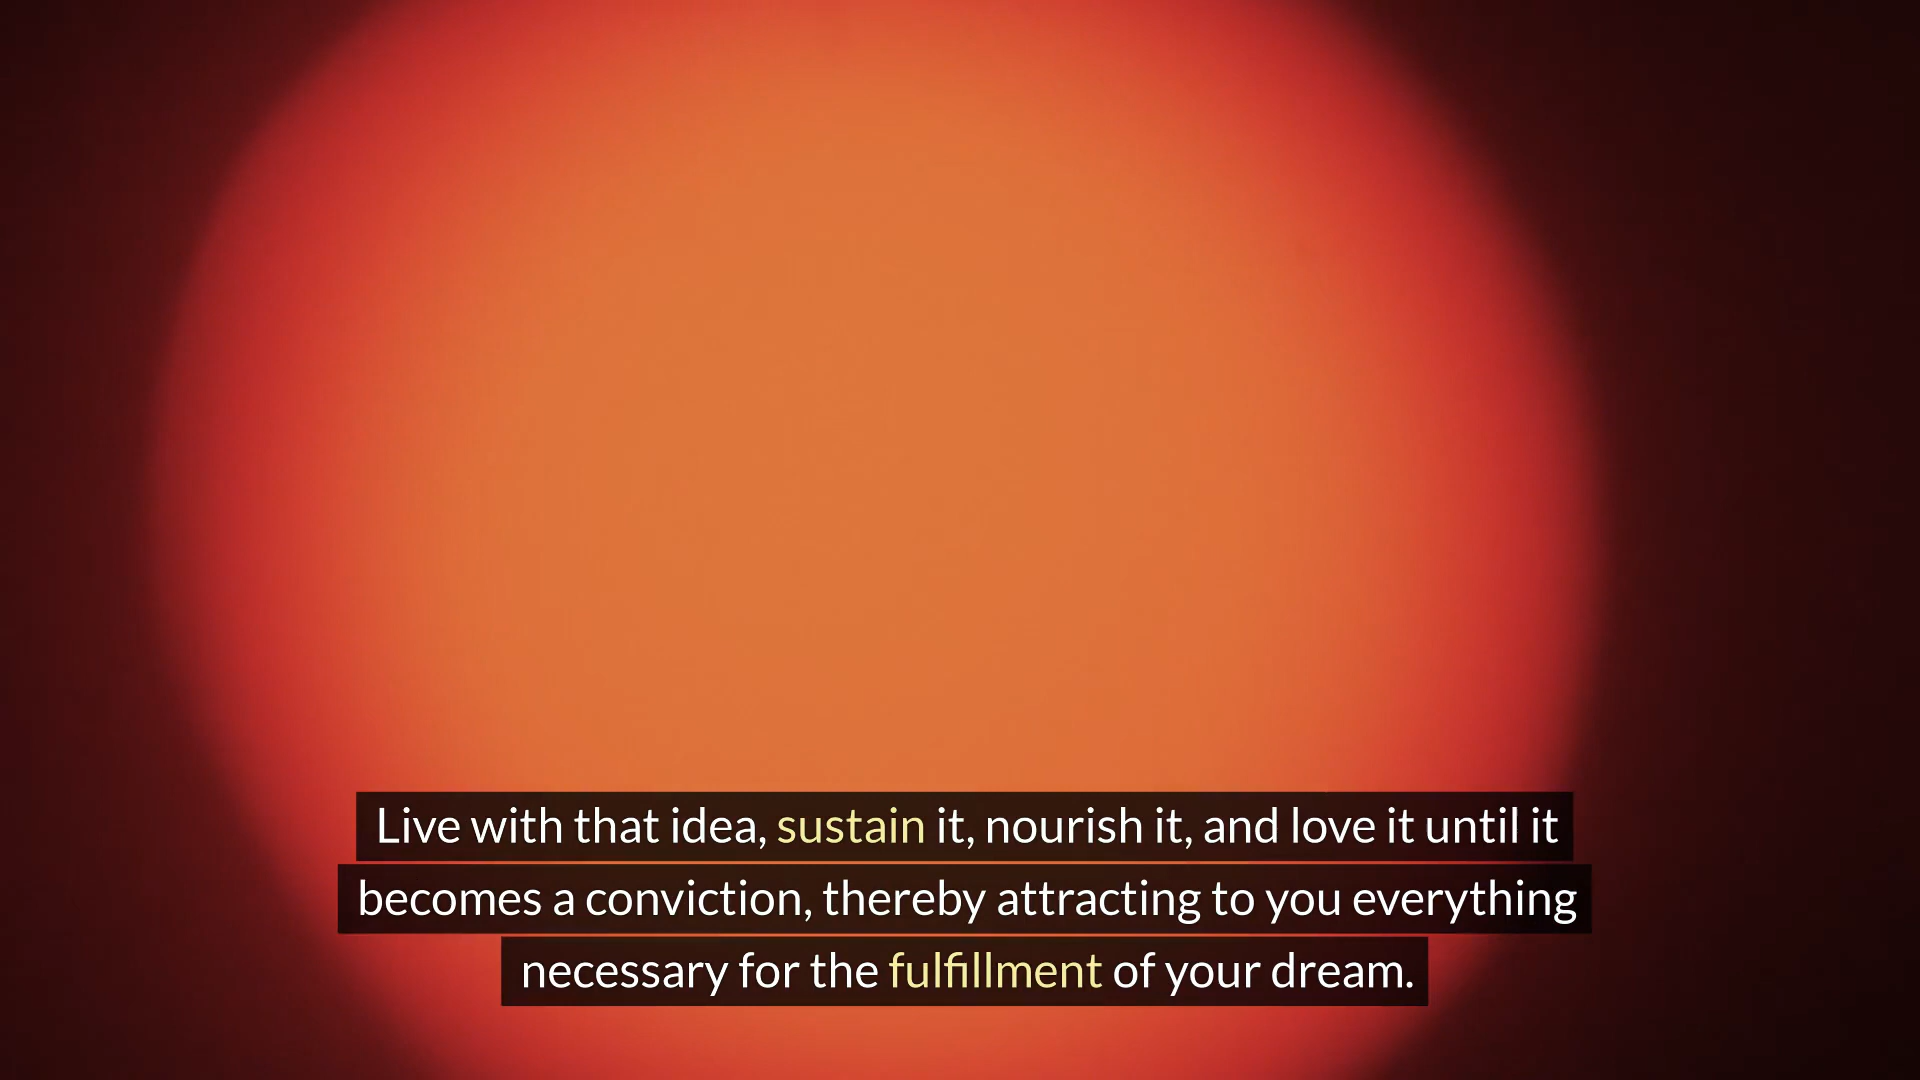 Live with that idea, sustain it, nourish it, and love it until it
becomes a conviction, thereby attracting to you everything
necessary for the fulfillment of your dream.